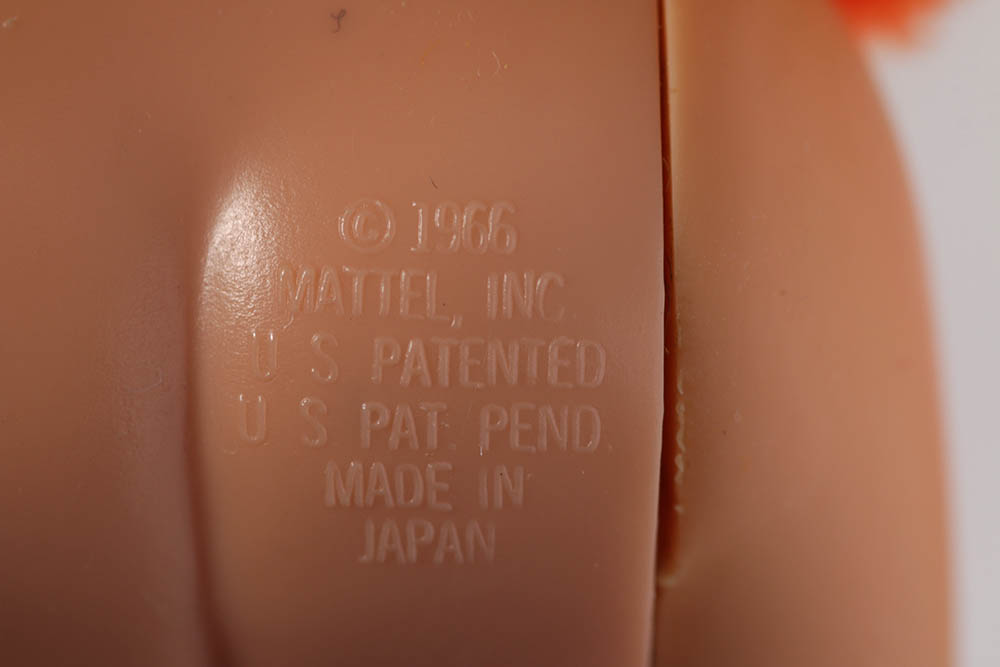 © 1966
MATTEL, INC
U S PATENTED
U S PAT. PEND.
MADE IN
JAPAN